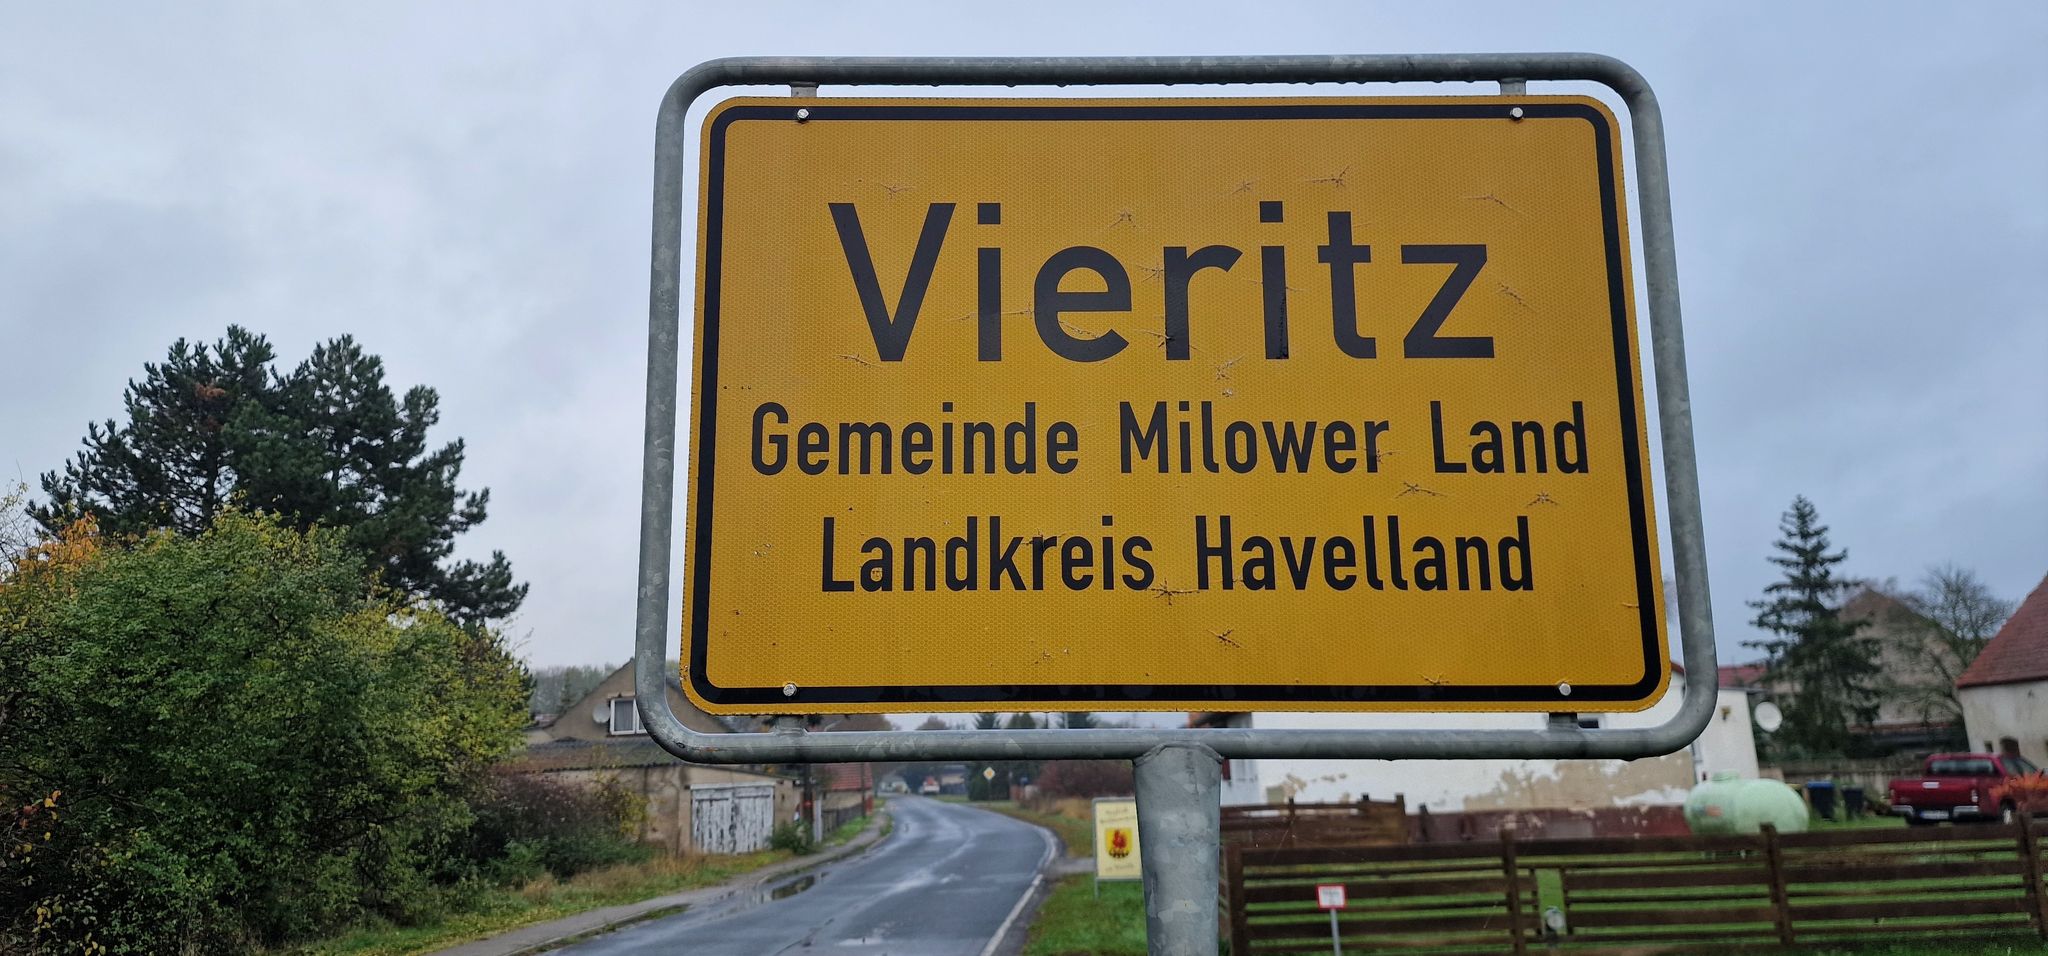 Vieritz
Gemeinde Milower Land
Landkreis Havelland